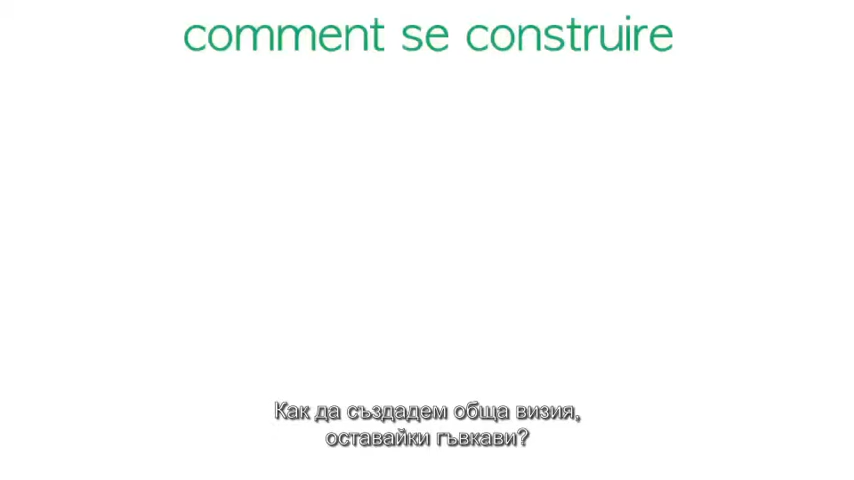 comment se construire
Как да създадем обща визия,
оставайки гъвкави?